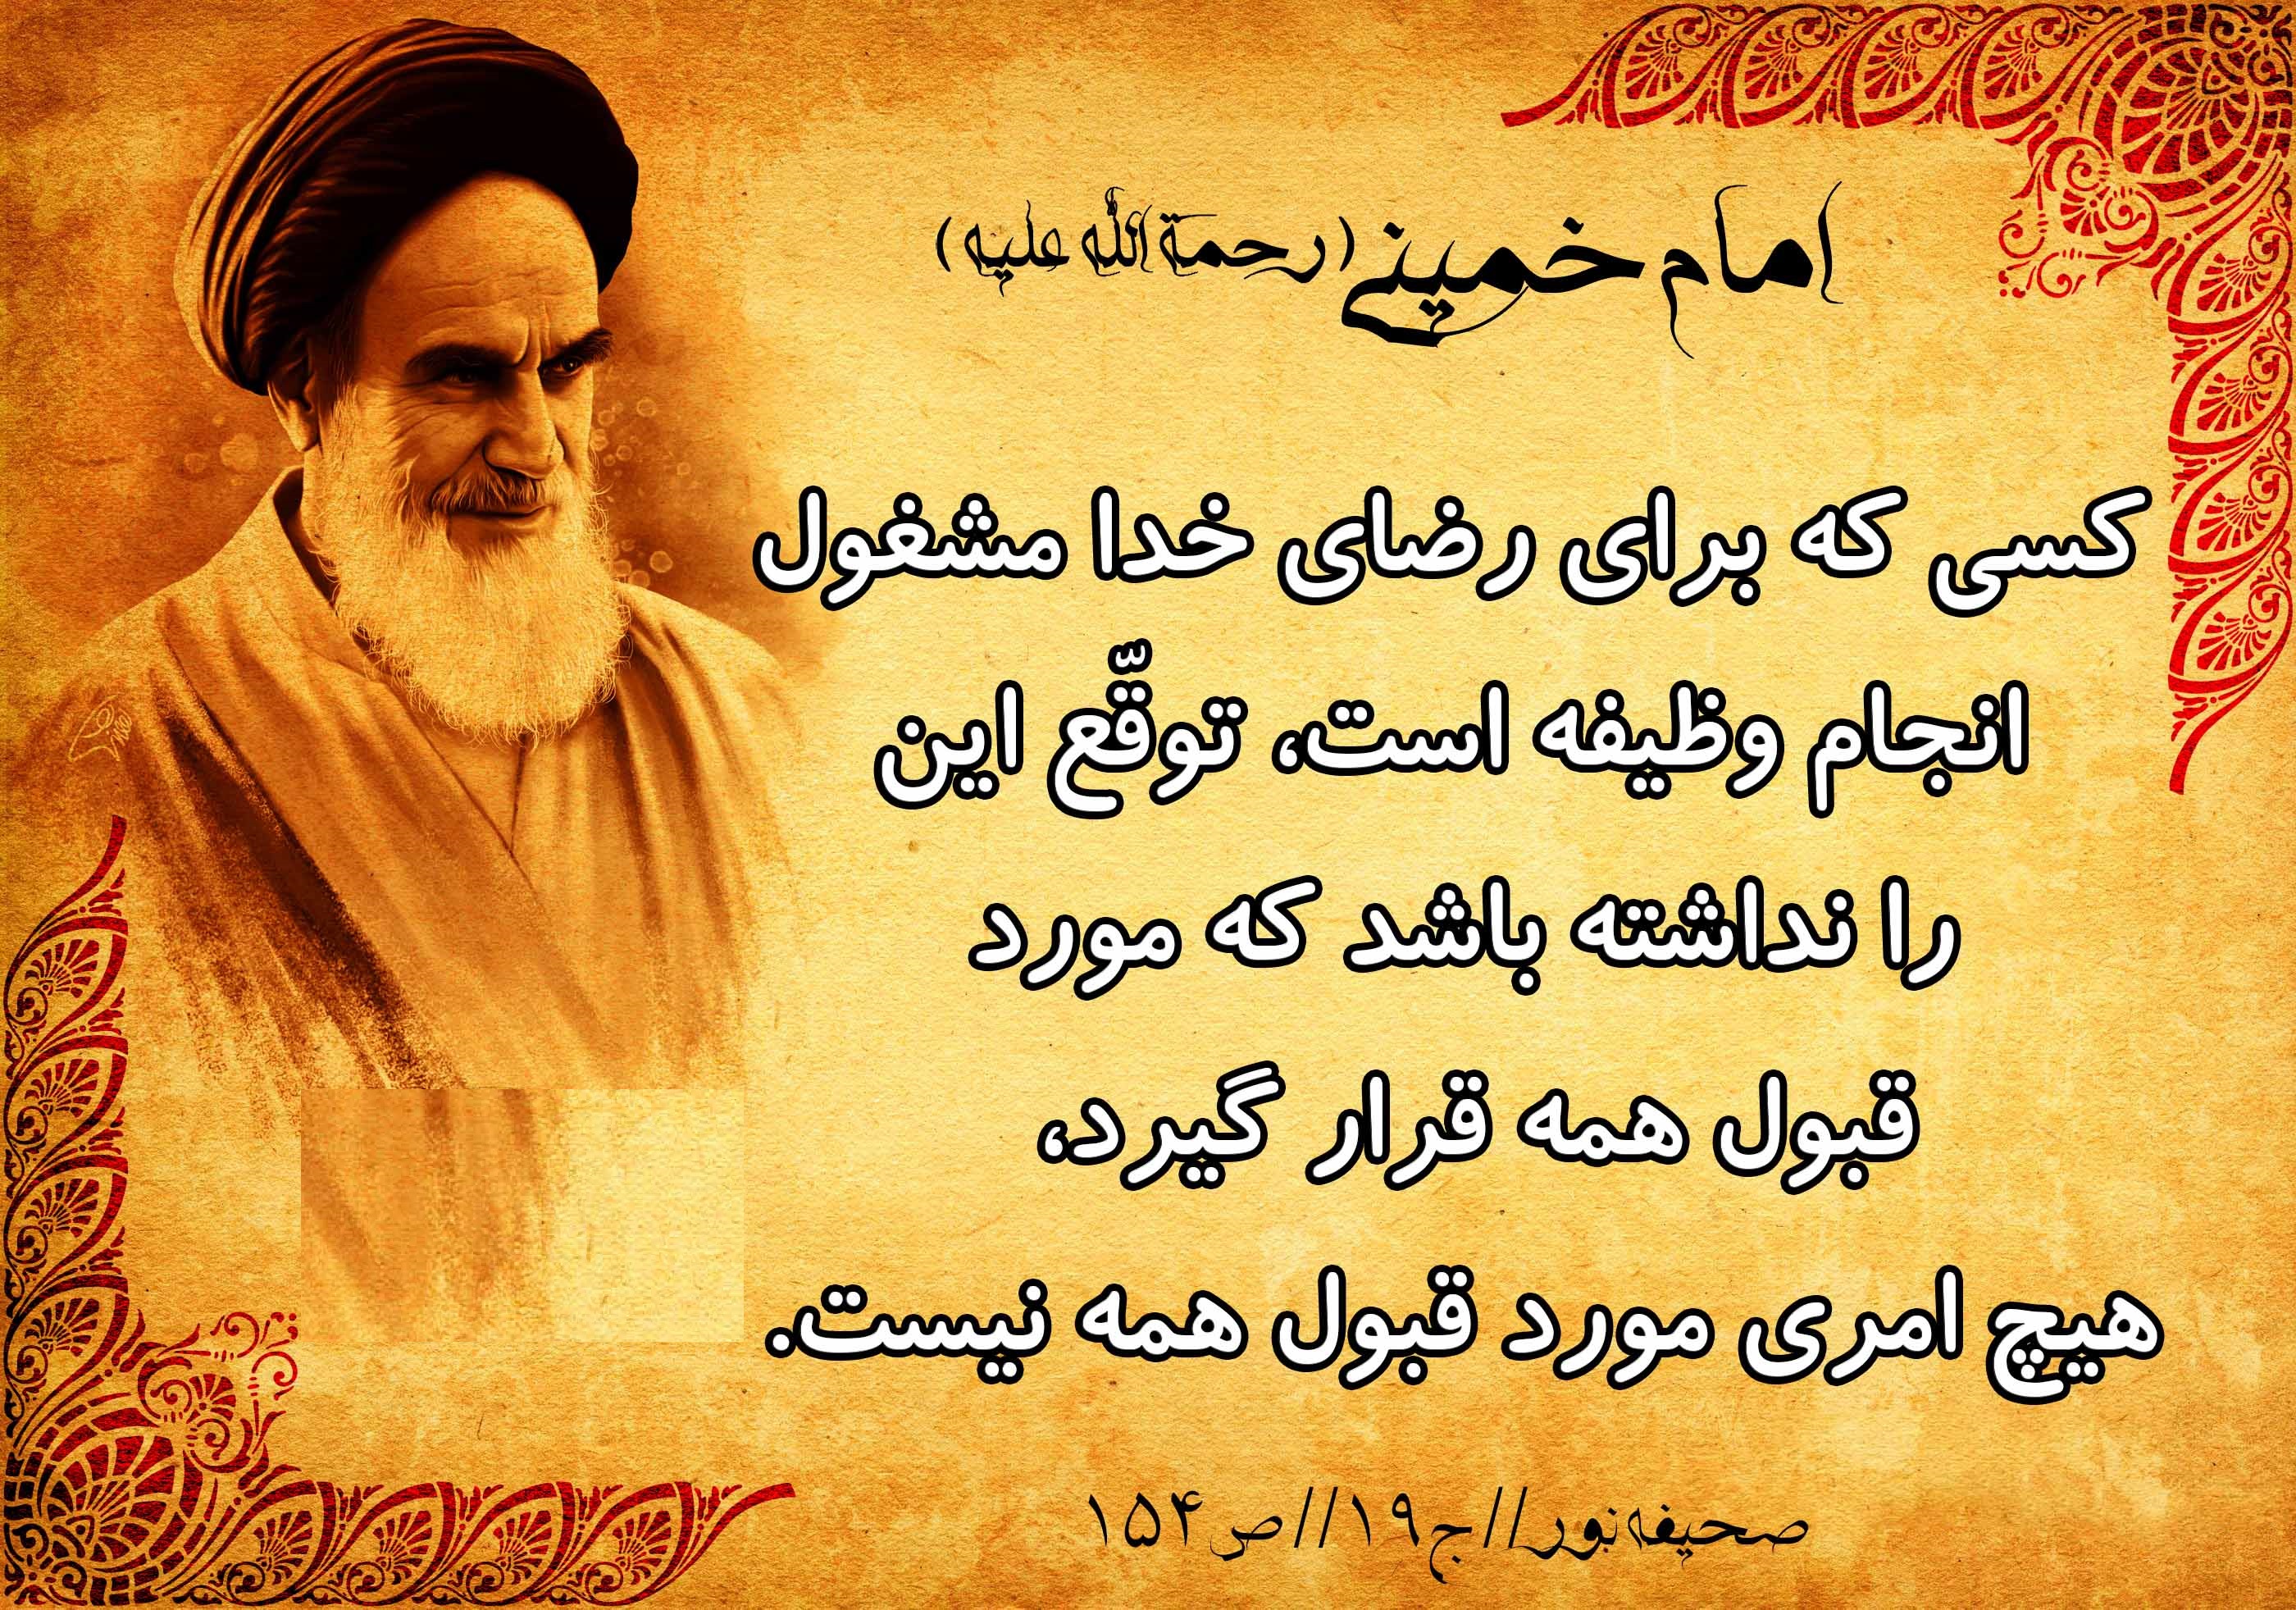 امام خمینی (رحمة الله علیه)
کسی که برای رضای خدا مشغول
انجام وظیفه است، توقّع این
را نداشته باشد که مورد
قبول همه قرار گیرد،
هیچ امری مورد قبول همه نیست.
صحیفه نور//ج۱۹//ص۱۵۴